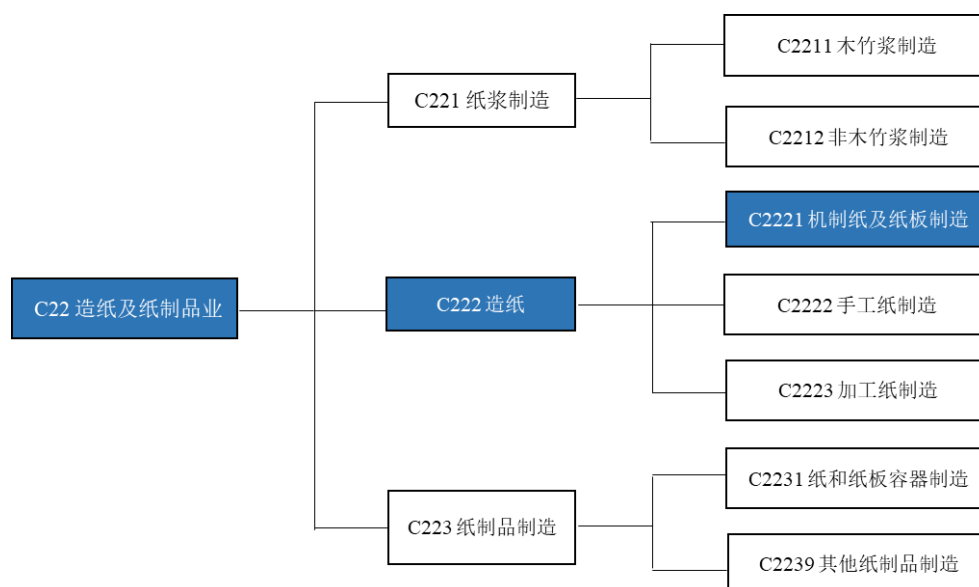 C22 造纸及纸制品业
C221 纸浆制造
C2211 木竹浆制造
C2212 非木竹浆制造
C222 造纸
C2221 机制纸及纸板制造
C2222 手工纸制造
C2223 加工纸制造
C223 纸制品制造
C2231 纸和纸板容器制造
C2239 其他纸制品制造